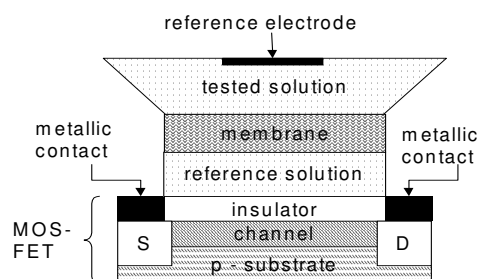 reference electrode
tested solution
metallic
contact
membrane
metallic
contact
reference solution
insulator
MOS-
FET
S
channel
D
p - substrate